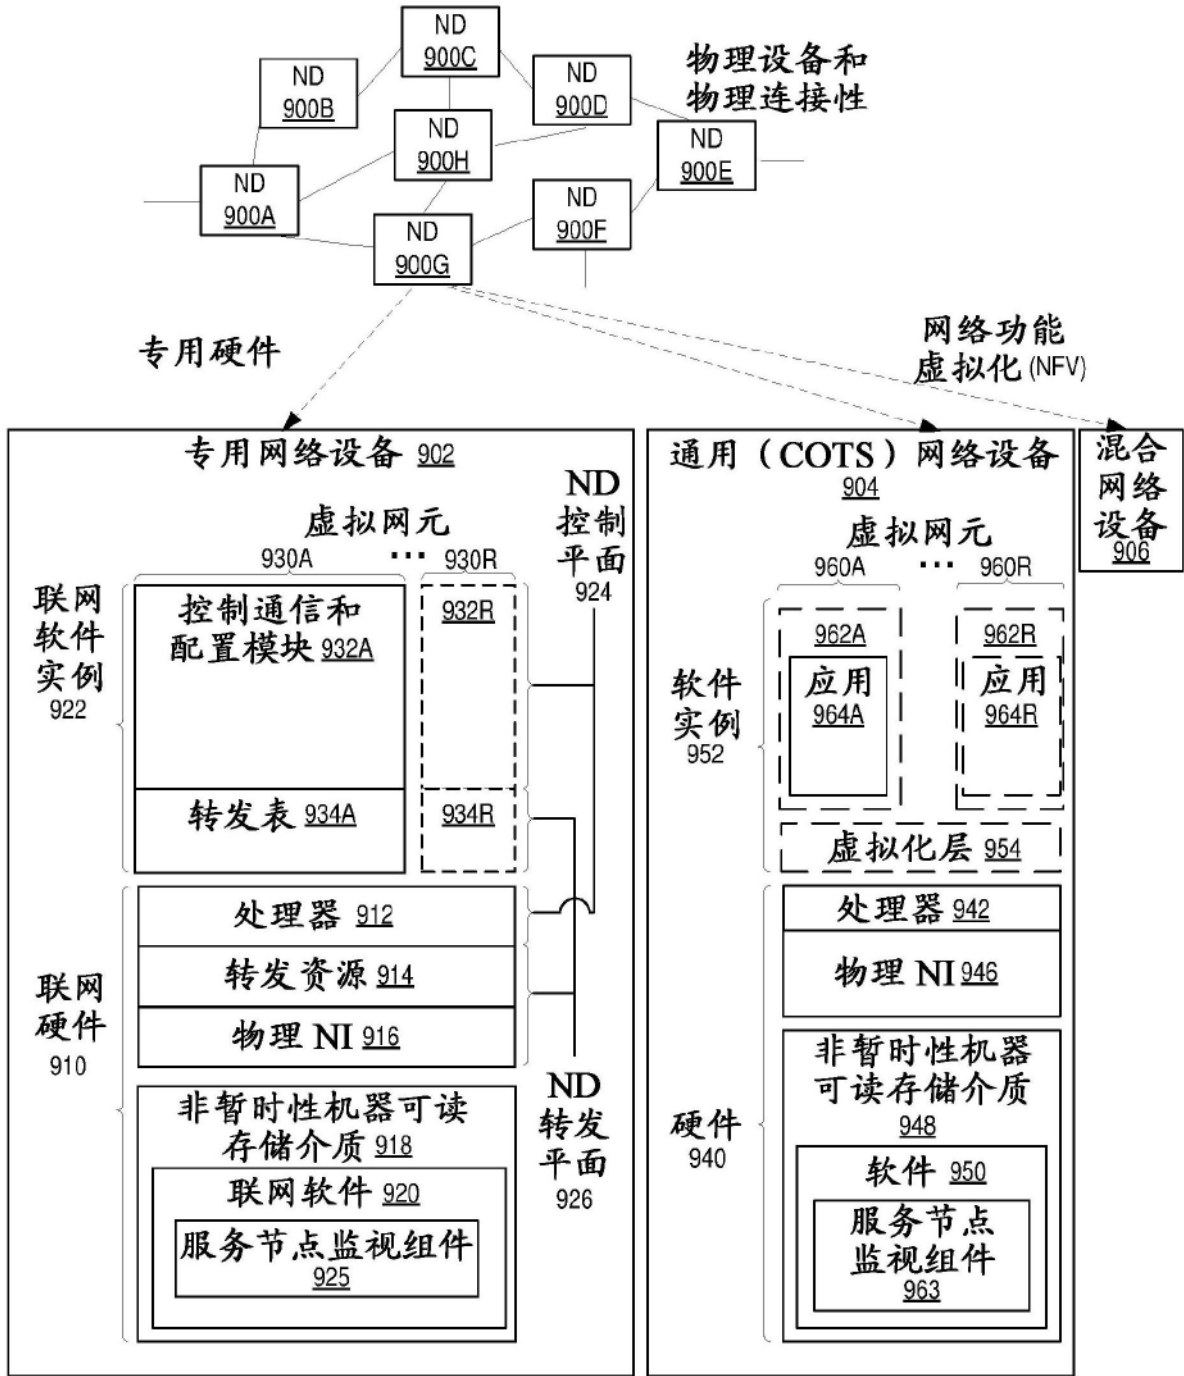 ND
900C
ND
900B
ND
900D
物理设备和
物理连接性
ND
900H
ND
900E
ND
900A
ND
900F
ND
900G
专用硬件
网络功能
虚拟化(NFV)
专用网络设备 902
ND
控制
平面
924
虚拟网元
930A
•••
930R
联网
软件
实例
922
控制通信和
配置模块 932A
932R
转发表 934A
934R
联网
硬件
910
处理器 912
转发资源 914
物理 NI 916
ND
转发
平面
926
非暂时性机器可读
存储介质 918
联网软件 920
服务节点监视组件
925
通用（COTS）网络设备
904
虚拟网元
960A
•••
960R
软件
实例
952
962A
应用
964A
962R
应用
964R
虚拟化层 954
硬件
940
处理器 942
物理 NI 946
非暂时性机器
可读存储介质
948
软件 950
服务节点
监视组件
963
混合
网络
设备
906